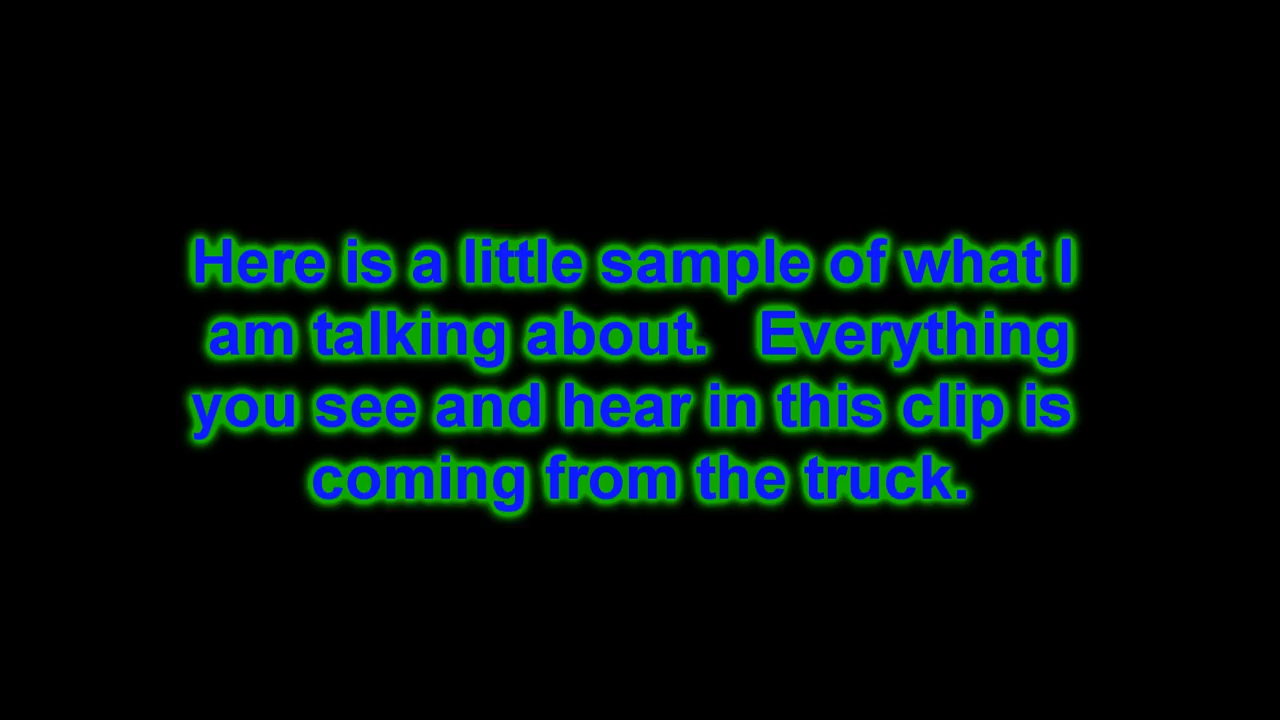 Here is a little sample of what I
am talking about.   Everything
you see and hear in this clip is
coming from the truck.